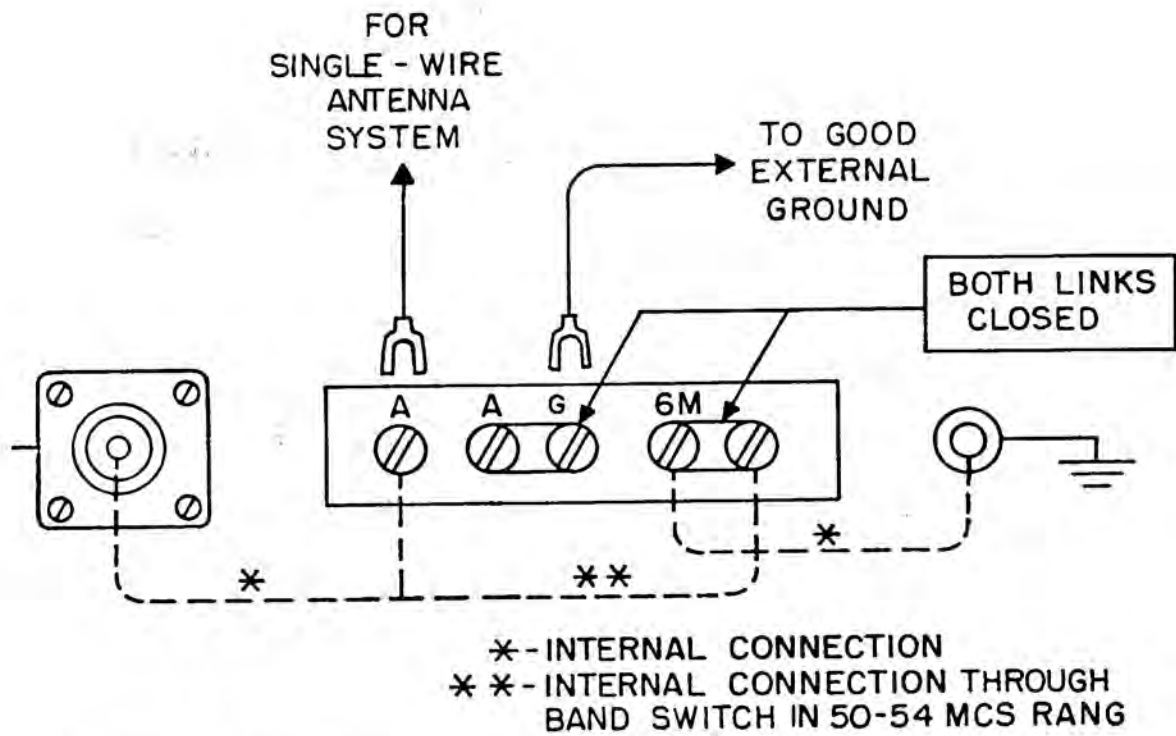 FOR
SINGLE - WIRE
ANTENNA
SYSTEM
TO GOOD
EXTERNAL
GROUND
BOTH LINKS
CLOSED
A A G 6M
*
* *
*
* - INTERNAL CONNECTION
* * - INTERNAL CONNECTION THROUGH
BAND SWITCH IN 50-54 MCS RANG